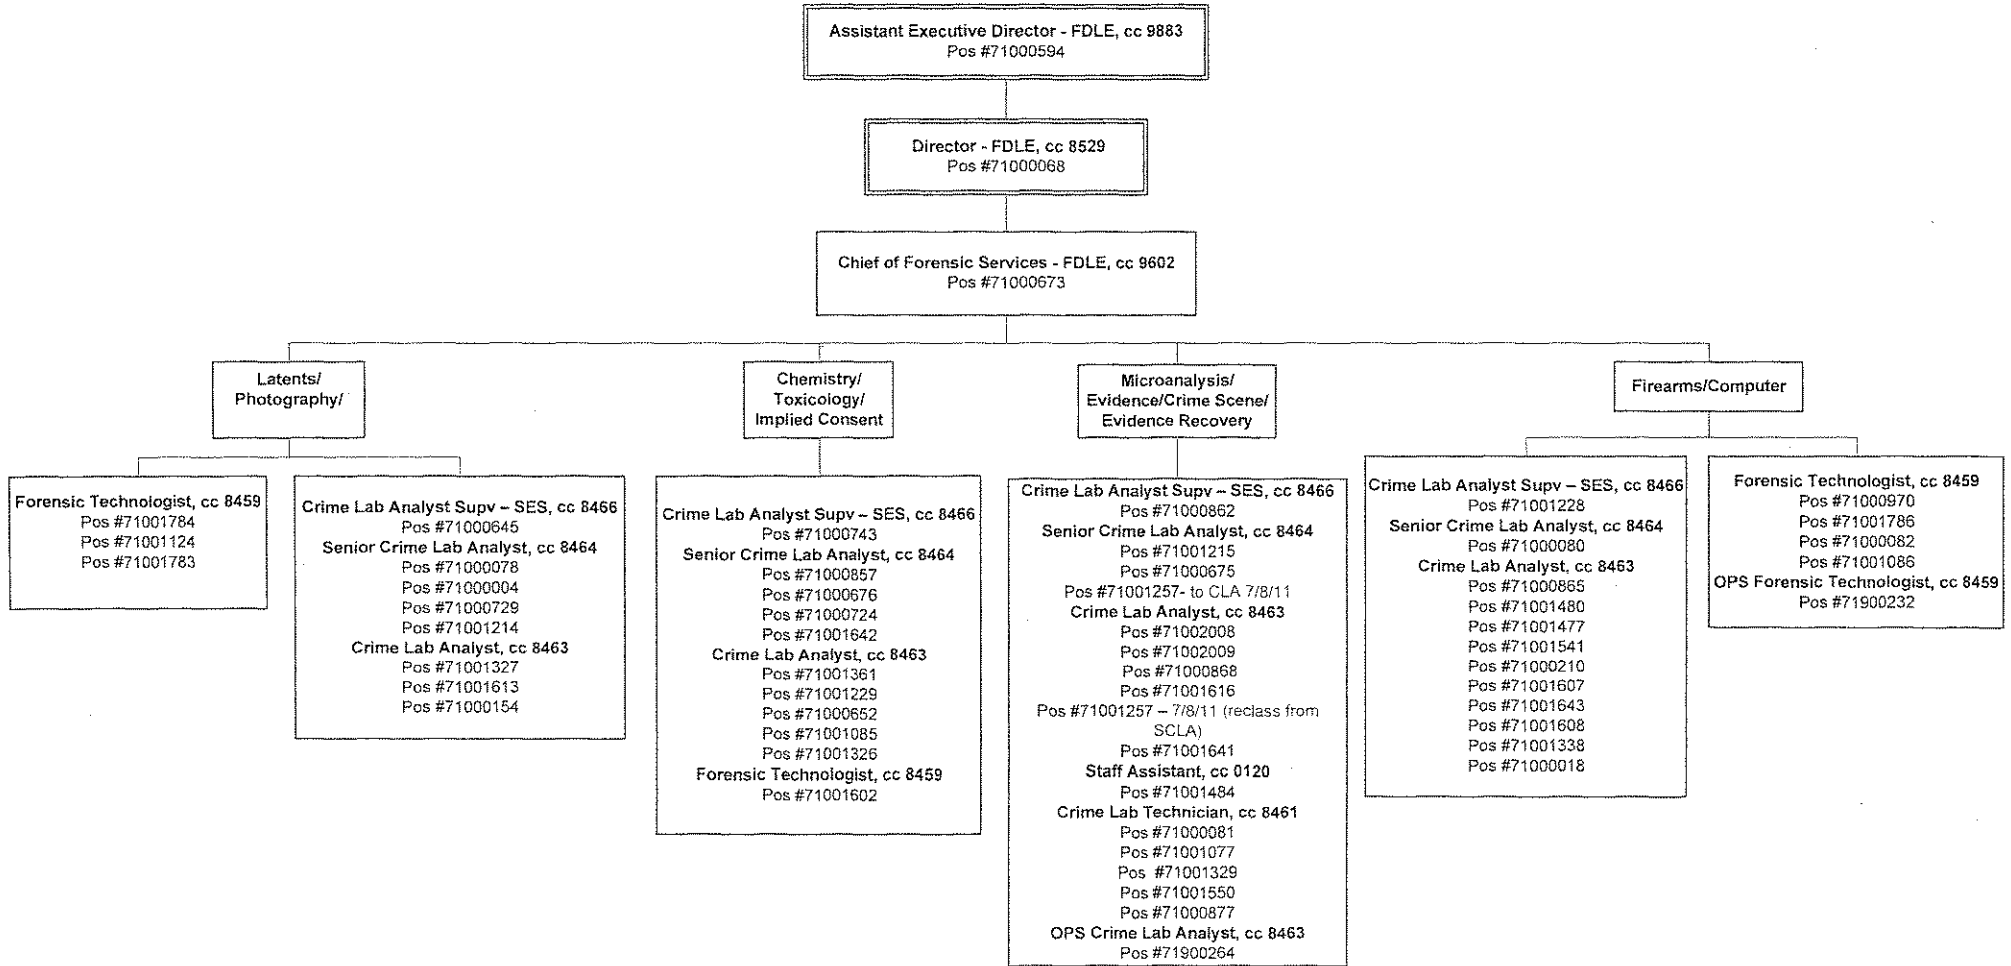 Assistant Executive Director - FDLE, cc 9883
Pos #71000594
Director - FDLE, cc 8529
Pos #71000068
Chief of Forensic Services - FDLE, cc 9602
Pos #71000673
Latents/
Photography/
Forensic Technologist, cc 8459
Pos #71001784
Pos #71001124
Pos #71001783
Crime Lab Analyst Supv – SES, cc 8466
Pos #71000645
Senior Crime Lab Analyst, cc 8464
Pos #71000078
Pos #71000004
Pos #71000729
Pos #71001214
Crime Lab Analyst, cc 8463
Pos #71001327
Pos #71001613
Pos #71000154
Chemistry/
Toxicology/
Implied Consent
Crime Lab Analyst Supv – SES, cc 8466
Pos #71000743
Senior Crime Lab Analyst, cc 8464
Pos #71000857
Pos #71000676
Pos #71000724
Pos #71001642
Crime Lab Analyst, cc 8463
Pos #71001361
Pos #71001229
Pos #71000652
Pos #71001085
Pos #71001326
Forensic Technologist, cc 8459
Pos #71001602
Microanalysis/
Evidence/Crime Scene/
Evidence Recovery
Crime Lab Analyst Supv – SES, cc 8466
Pos #71000862
Senior Crime Lab Analyst, cc 8464
Pos #71001215
Pos #71000675
Pos #71001257- to CLA 7/8/11
Crime Lab Analyst, cc 8463
Pos #71002008
Pos #71002009
Pos #71000868
Pos #71001616
Pos #71001257 – 7/8/11 (reclass from
SCLA)
Pos #71001641
Staff Assistant, cc 0120
Pos #71001484
Crime Lab Technician, cc 8461
Pos #71000081
Pos #71001077
Pos #71001329
Pos #71001550
Pos #71000877
OPS Crime Lab Analyst, cc 8463
Pos #71900264
Firearms/Computer
Crime Lab Analyst Supv – SES, cc 8466
Pos #71001228
Senior Crime Lab Analyst, cc 8464
Pos #71000080
Crime Lab Analyst, cc 8463
Pos #71000865
Pos #71001480
Pos #71001477
Pos #71001541
Pos #71000210
Pos #71001607
Pos #71001643
Pos #71001608
Pos #71001338
Pos #71000018
Forensic Technologist, cc 8459
Pos #71000970
Pos #71001786
Pos #71000082
Pos #71001086
OPS Forensic Technologist, cc 8459
Pos #71900232